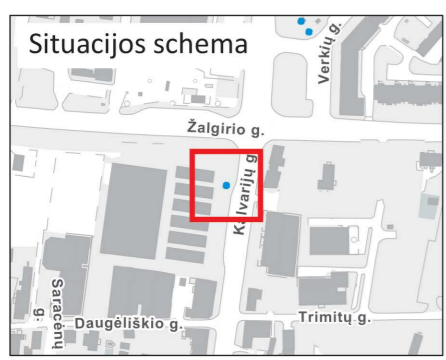 Situacijos schema
Verkių g.
Žalgirio g.
Kalvarijų g
Saracėnų
g.
Daugėliškio g.
Trimitų g.